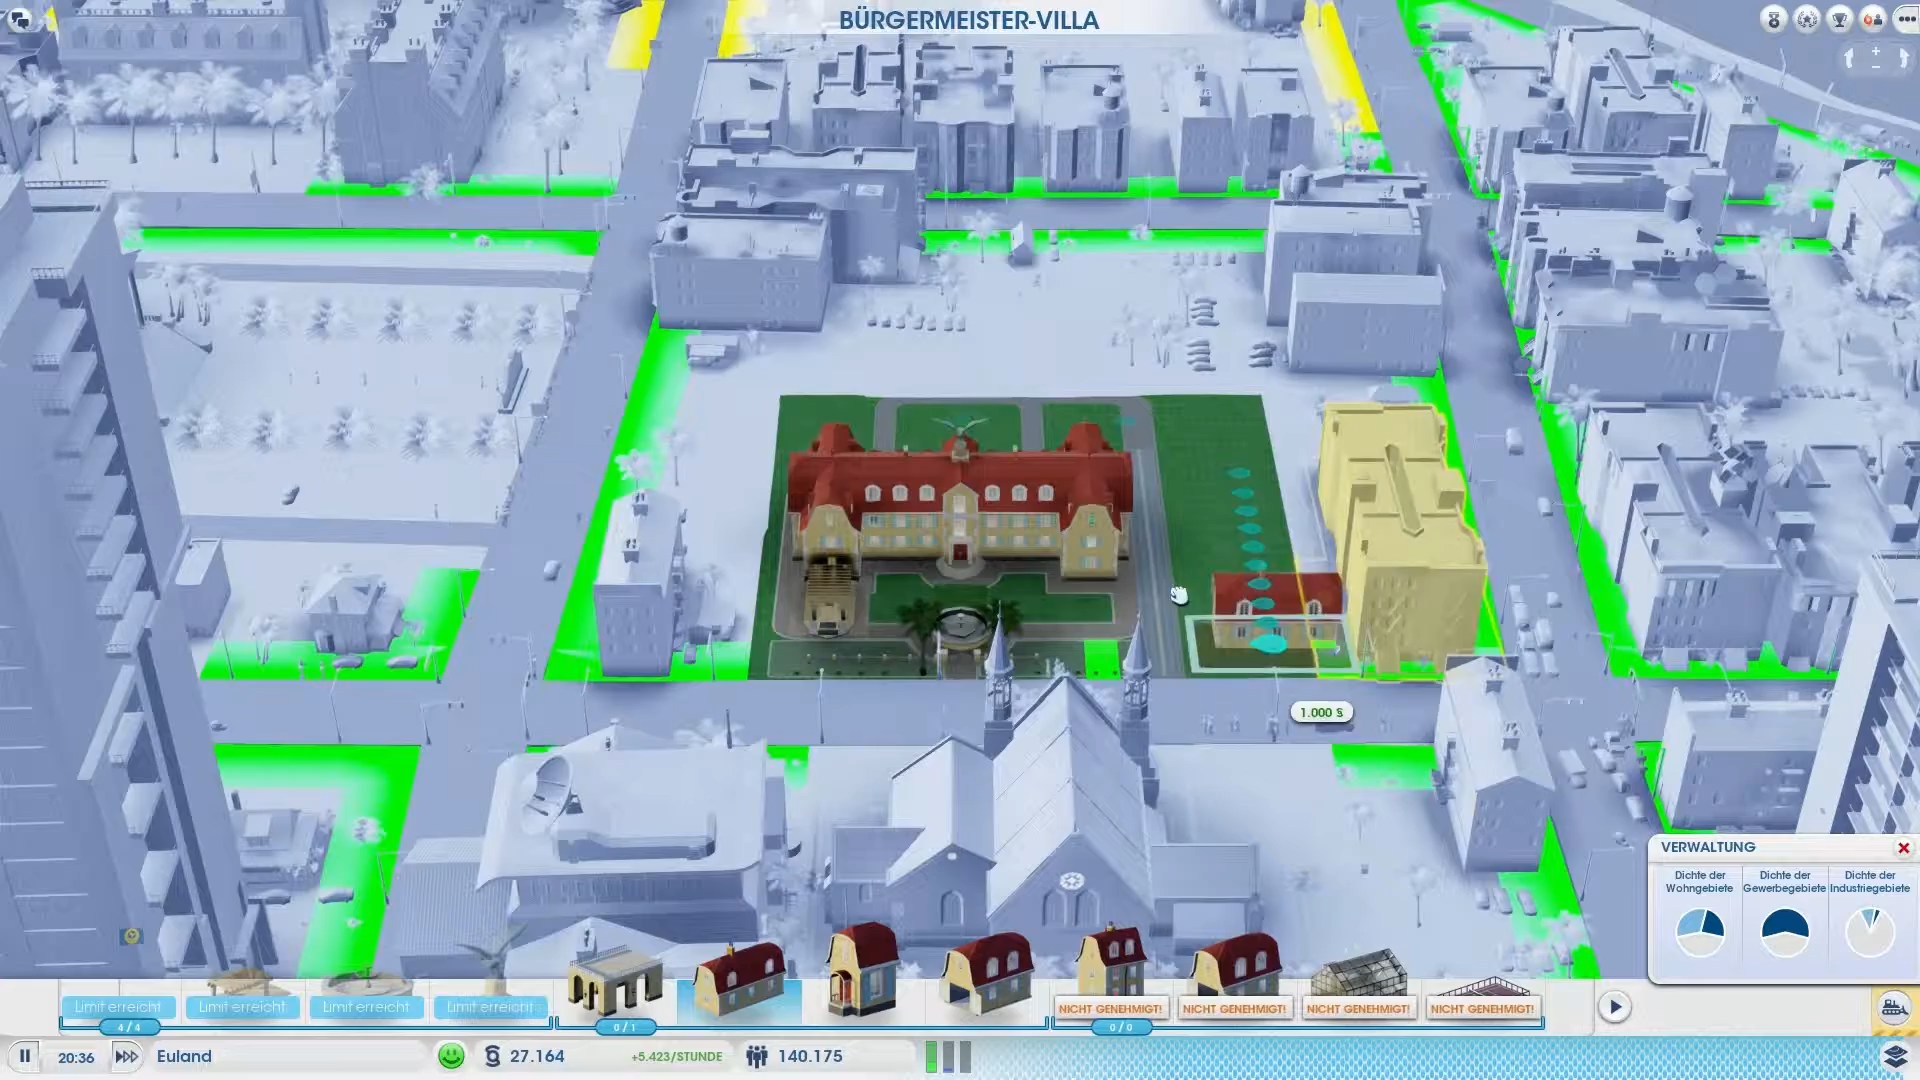 BÜRGERMEISTER-VILLA
1.000 §
VERWALTUNG
Dichte der Wohngebiete
Dichte der Gewerbegebiete
Dichte der Industriegebiete
Limit erreicht
Limit erreicht
Limit erreicht
Limit erreicht
NICHT GENEHMIGT!
NICHT GENEHMIGT!
NICHT GENEHMIGT!
NICHT GENEHMIGT!
4 / 4
0 / 1
0 / 0
20:36
Euland
27.164
+5.423/STUNDE
140.175